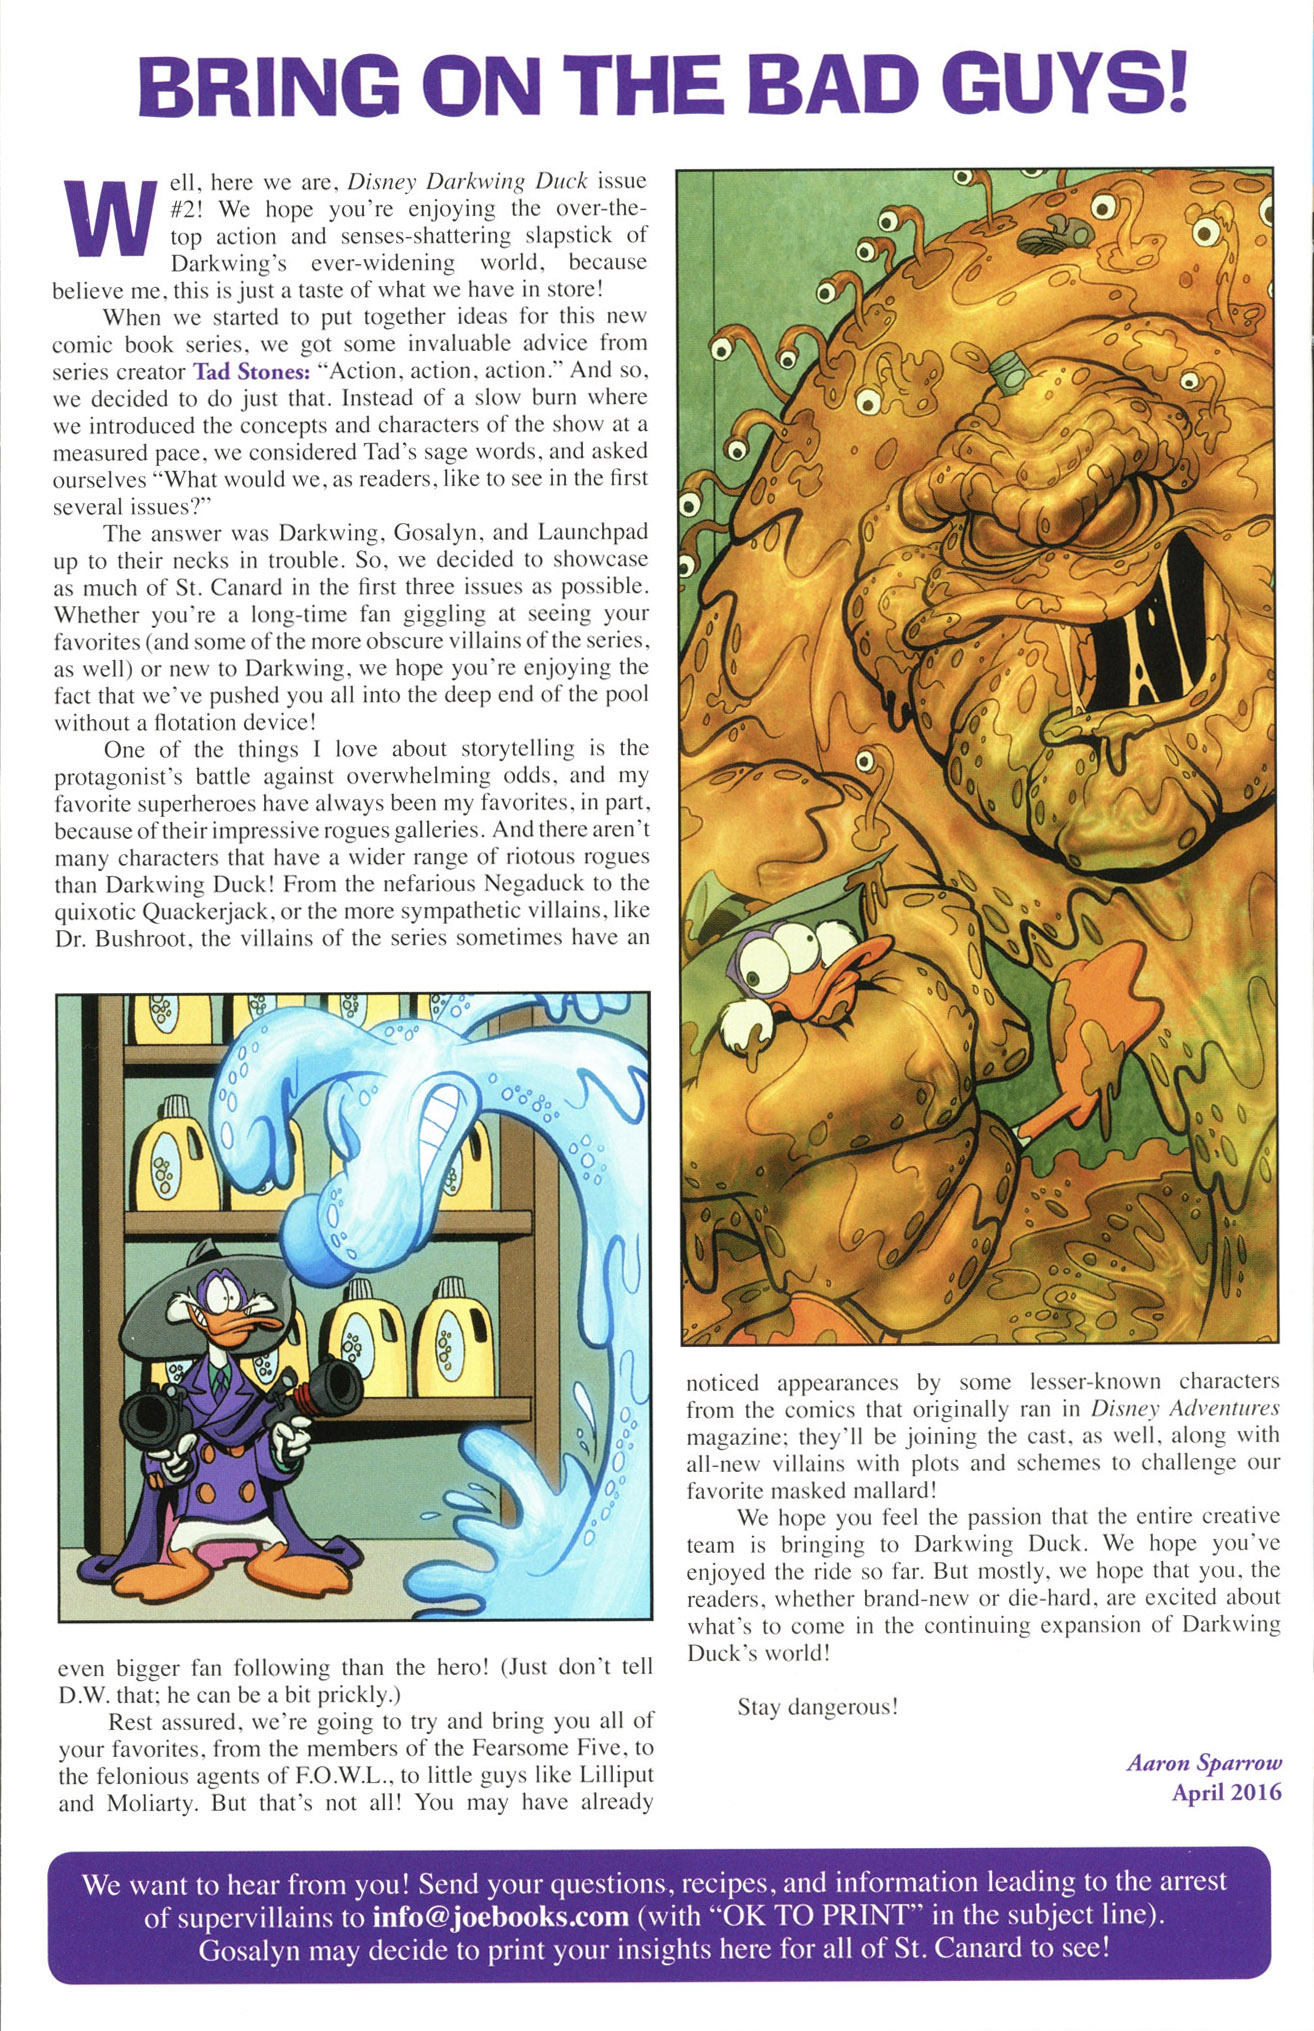 BRING ON THE BAD GUYS!
Well, here we are, Disney Darkwing Duck issue
#2! We hope you're enjoying the over-the-
top action and senses-shattering slapstick of
Darkwing's ever-widening world, because
believe me, this is just a taste of what we have in store!
When we started to put together ideas for this new
comic book series, we got some invaluable advice from
series creator Tad Stones: “Action, action, action.” And so,
we decided to do just that. Instead of a slow burn where
we introduced the concepts and characters of the show at a
measured pace, we considered Tad's sage words, and asked
ourselves “What would we, as readers, like to see in the first
several issues?”
The answer was Darkwing, Gosalyn, and Launchpad
up to their necks in trouble. So, we decided to showcase
as much of St. Canard in the first three issues as possible.
Whether you're a long-time fan giggling at seeing your
favorites (and some of the more obscure villains of the series,
as well) or new to Darkwing, we hope you're enjoying the
fact that we've pushed you all into the deep end of the pool
without a flotation device!
One of the things I love about storytelling is the
protagonist's battle against overwhelming odds, and my
favorite superheroes have always been my favorites, in part,
because of their impressive rogues galleries. And there aren't
many characters that have a wider range of riotous rogues
than Darkwing Duck! From the nefarious Negaduck to the
quixotic Quackerjack, or the more sympathetic villains, like
Dr. Bushroot, the villains of the series sometimes have an
even bigger fan following than the hero! (Just don't tell
D.W. that; he can be a bit prickly.)
Rest assured, we're going to try and bring you all of
your favorites, from the members of the Fearsome Five, to
the felonious agents of F.O.W.L., to little guys like Lilliput
and Moliarty. But that's not all! You may have already
noticed appearances by some lesser-known characters
from the comics that originally ran in Disney Adventures
magazine; they'll be joining the cast, as well, along with
all-new villains with plots and schemes to challenge our
favorite masked mallard!
We hope you feel the passion that the entire creative
team is bringing to Darkwing Duck. We hope you've
enjoyed the ride so far. But mostly, we hope that you, the
readers, whether brand-new or die-hard, are excited about
what's to come in the continuing expansion of Darkwing
Duck's world!
Stay dangerous!
Aaron Sparrow
April 2016
We want to hear from you! Send your questions, recipes, and information leading to the arrest
of supervillains to info@joebooks.com (with “OK TO PRINT” in the subject line).
Gosalyn may decide to print your insights here for all of St. Canard to see!